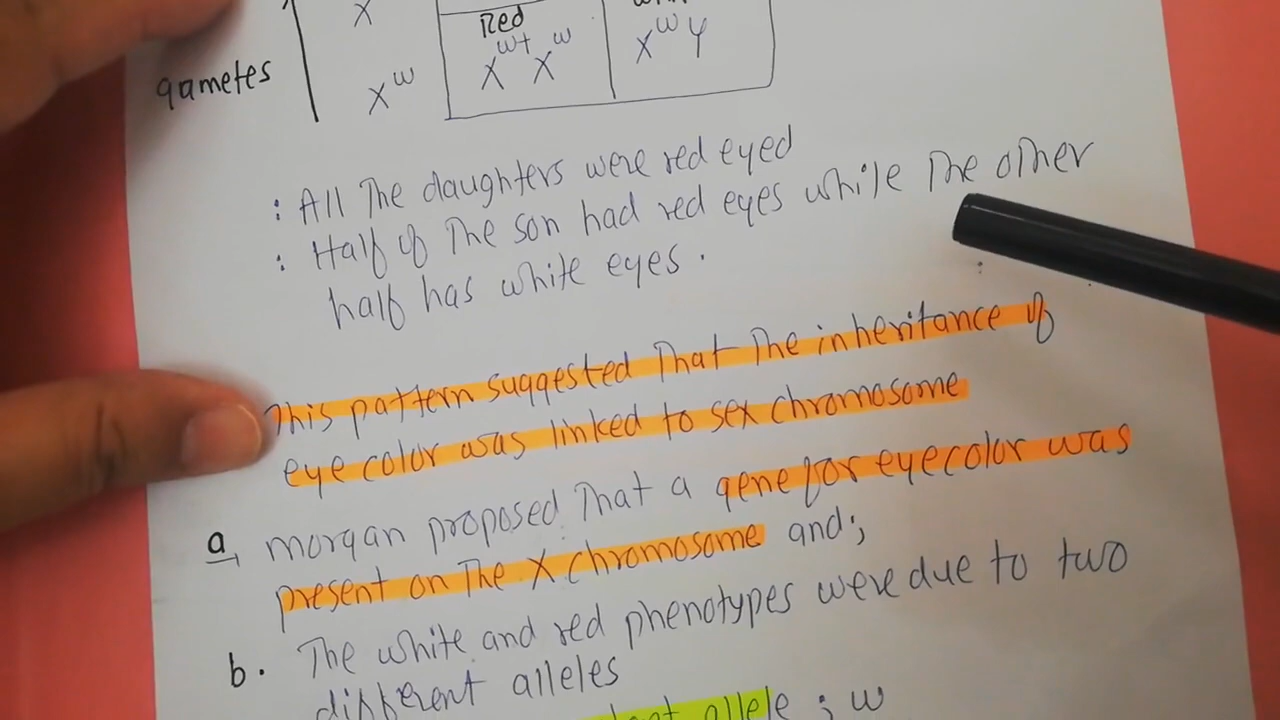 X
Red
X^w+ X^w
X^w Y
gametes
X^w
: All The daughters were red eyed
: Half of The son had red eyes while The other
half has white eyes.
This pattern suggested That The inheritance of
eye color was linked to sex chromosome
a, morgan proposed That a gene for eyecolor was
present on The X chromosome and;
b. The white and red phenotypes were due to two
different alleles
allele ; w